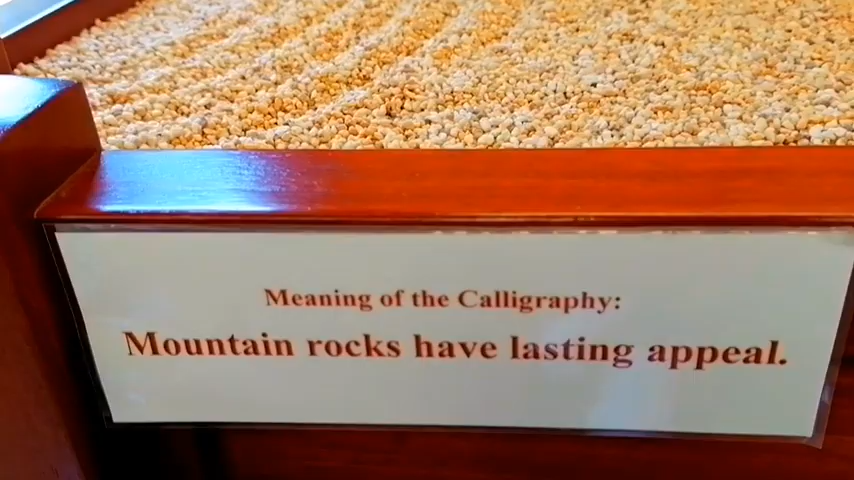 Meaning of the Calligraphy:
Mountain rocks have lasting appeal.